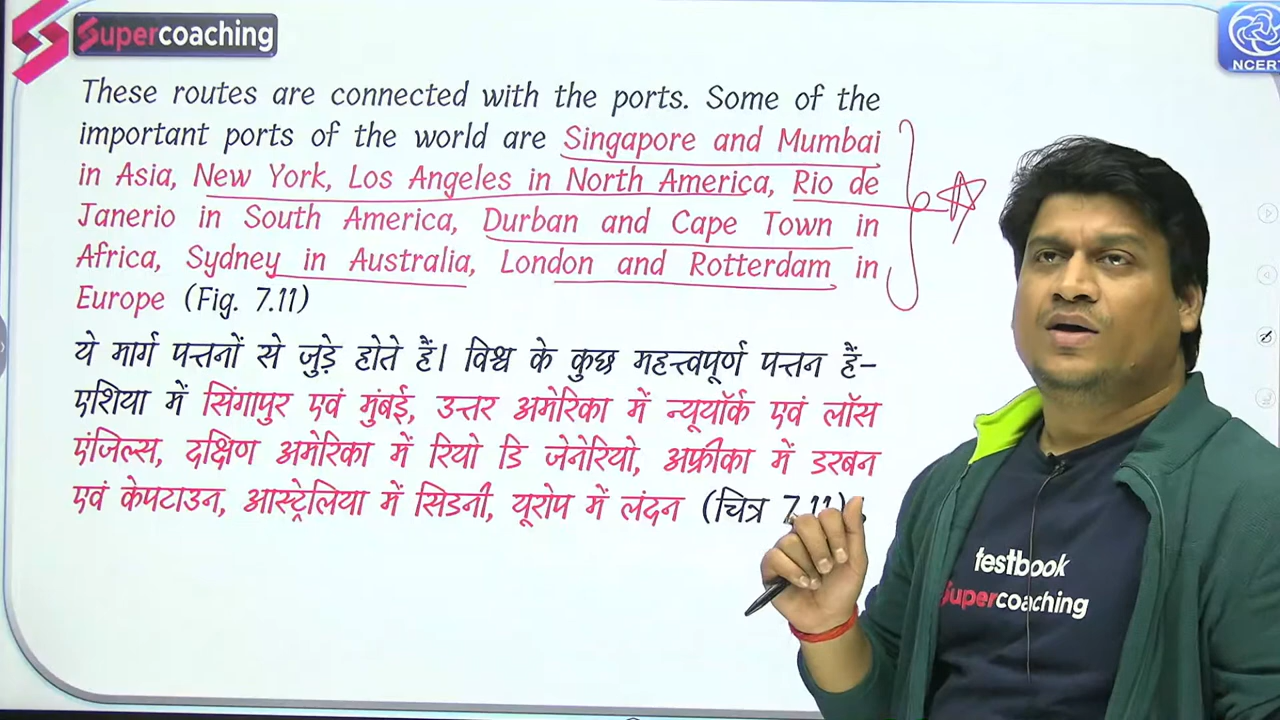 Supercoaching
NCERT
These routes are connected with the ports. Some of the
important ports of the world are Singapore and Mumbai
in Asia, New York, Los Angeles in North America, Rio de
Janerio in South America, Durban and Cape Town in
Africa, Sydney in Australia, London and Rotterdam in
Europe (Fig. 7.11)
ये मार्ग पत्तनों से जुड़े होते हैं। विश्व के कुछ महत्त्वपूर्ण पत्तन हैं-
एशिया में सिंगापुर एवं मुंबई, उत्तर अमेरिका में न्यूयॉर्क एवं लॉस
एंजिल्स, दक्षिण अमेरिका में रियो डि जेनेरियो, अफ्रीका में डरबन
एवं केपटाउन, आस्ट्रेलिया में सिडनी, यूरोप में लंदन (चित्र 7.11)
testbook
Supercoaching